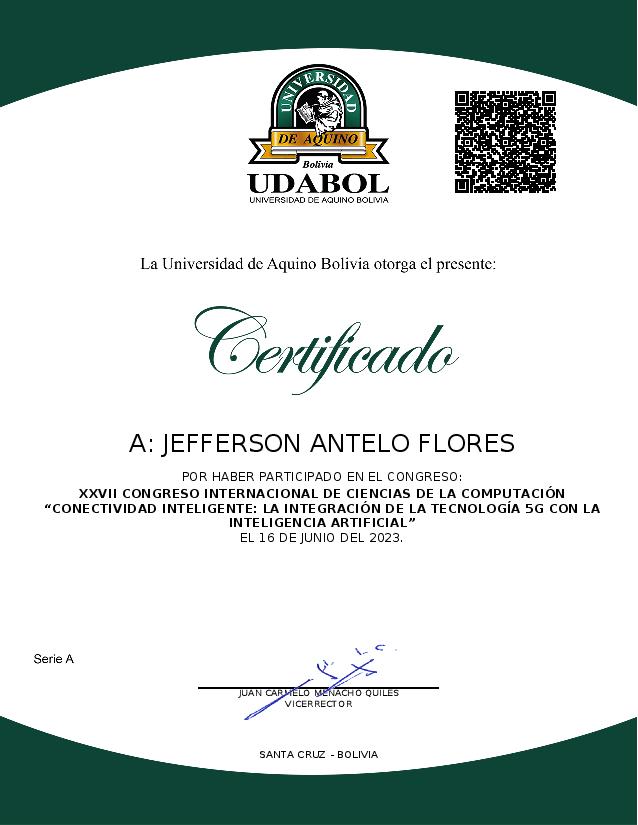 UNIVERSIDAD
DE AQUINO
Bolivia
UDABOL
UNIVERSIDAD DE AQUINO BOLIVIA
La Universidad de Aquino Bolivia otorga el presente:
Certificado
A: JEFFERSON ANTELO FLORES
POR HABER PARTICIPADO EN EL CONGRESO:
XXVII CONGRESO INTERNACIONAL DE CIENCIAS DE LA COMPUTACIÓN
“CONECTIVIDAD INTELIGENTE: LA INTEGRACIÓN DE LA TECNOLOGÍA 5G CON LA
INTELIGENCIA ARTIFICIAL”
EL 16 DE JUNIO DEL 2023.
Serie A
JUAN CARMELO MENACHO QUILES
VICERRECTOR
SANTA CRUZ - BOLIVIA